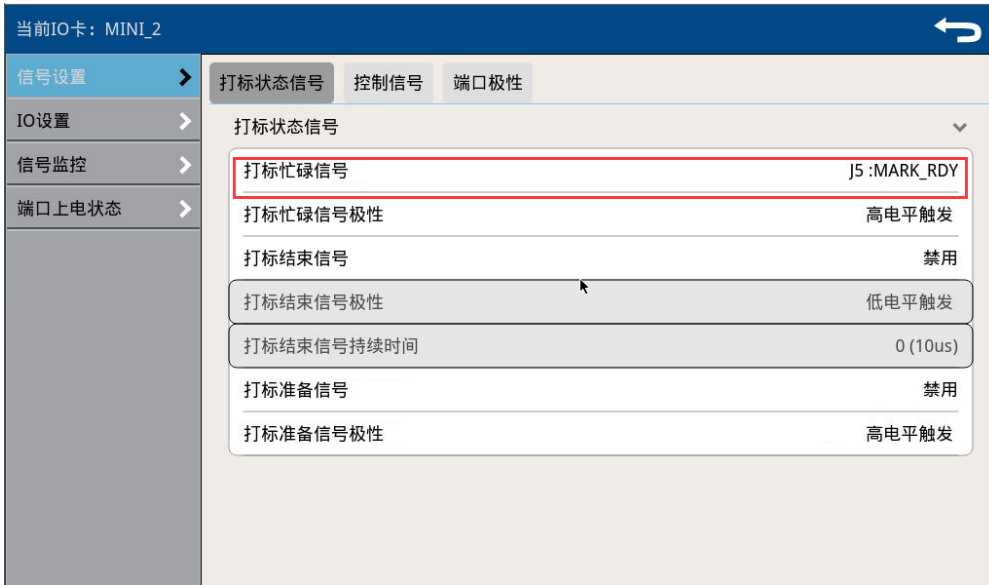 当前IO卡：MINI_2
信号设置
IO设置
信号监控
端口上电状态
打标状态信号 控制信号 端口极性
打标状态信号
打标忙碌信号 J5 :MARK_RDY
打标忙碌信号极性 高电平触发
打标结束信号 禁用
打标结束信号极性 低电平触发
打标结束信号持续时间 0 (10us)
打标准备信号 禁用
打标准备信号极性 高电平触发